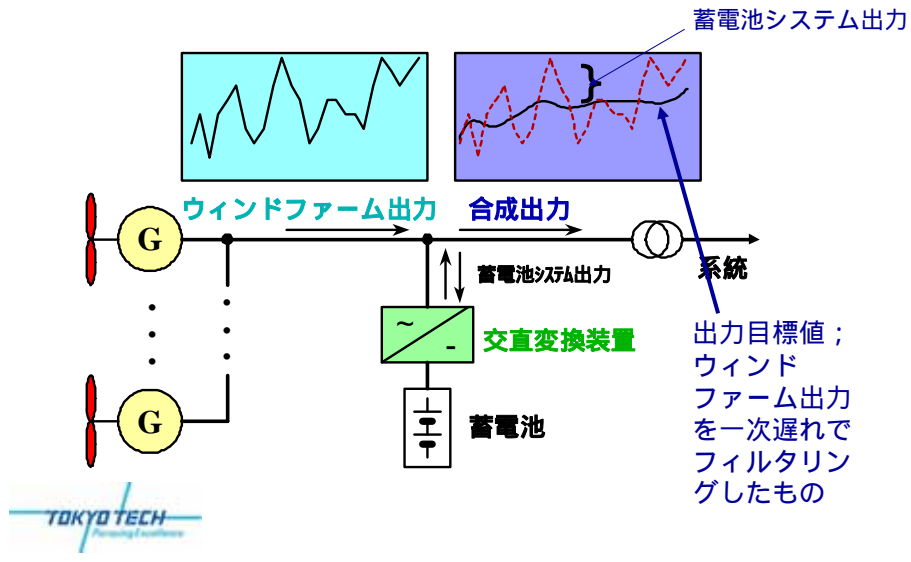 蓄電池システム出力
ウィンドファーム出力
合成出力
G
系統
蓄電池システム出力
~
-
交直変換装置
出力目標値；
ウィンド
ファーム出力
を一次遅れで
フィルタリン
グしたもの
G
蓄電池
TOKYO TECH
Pursuing Excellence